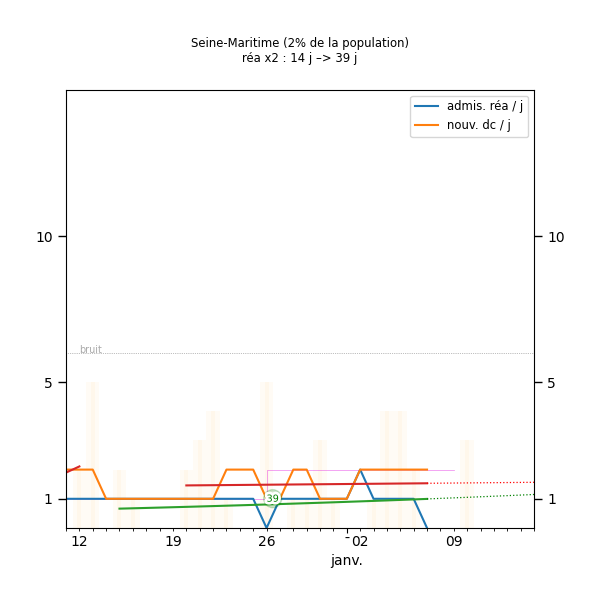 Seine-Maritime (2% de la population)
réa x2 : 14 j –> 39 j
admis. réa / j
nouv. dc / j
10 10
bruit
5 5
39
1 1
12 19 26 02 09
janv.